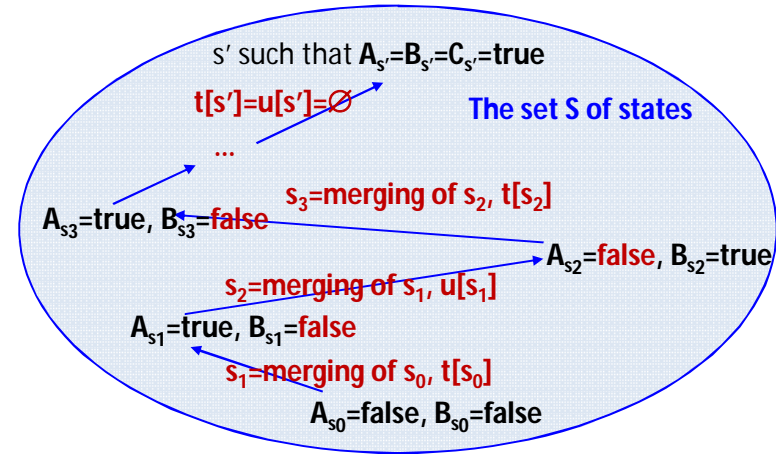 s’ such that Aₛ’=Bₛ’=Cₛ’=true
t[s’]=u[s’]=∅
The set S of states
...
s₃=merging of s₂, t[s₂]
Aₛ₃=true, Bₛ₃=false
Aₛ₂=false, Bₛ₂=true
s₂=merging of s₁, u[s₁]
Aₛ₁=true, Bₛ₁=false
s₁=merging of s₀, t[s₀]
Aₛ₀=false, Bₛ₀=false